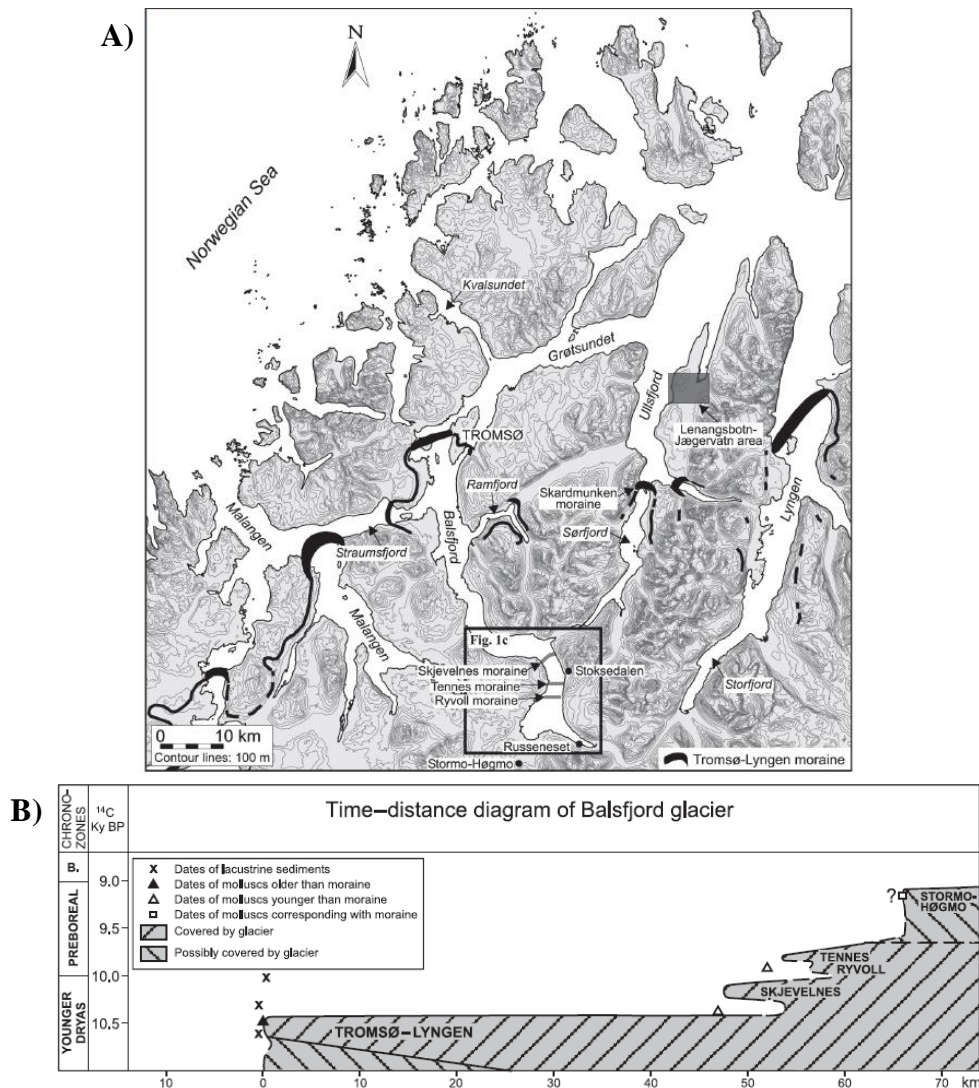 A)
N
Norwegian Sea
Kvalsundet
Grøtsundet
Ullsfjord
Lenangsbotn-
Jægervatn area
TROMSØ
Ramfjord
Skardmunken
moraine
Lyngen
Malangen
Balsfjord
Sørfjord
Straumsfjord
Malangen
Fig. 1c
Skjevelnes moraine
Stoksedalen
Tennes moraine
Ryvoll moraine
Storfjord
0 10 km
Contour lines: 100 m
Russeneset
Stormo-Høgmo
Tromsø-Lyngen moraine
B)
CHRONO-
ZONES
14C
Ky BP
Time–distance diagram of Balsfjord glacier
B.
PREBOREAL
YOUNGER
DRYAS
9.0
9.5
10.0
10.5
x Dates of lacustrine sediments
▲ Dates of molluscs older than moraine
△ Dates of molluscs younger than moraine
□ Dates of molluscs corresponding with moraine
Covered by glacier
Possibly covered by glacier
?
STORMO-
HØGMO
TENNES
RYVOLL
SKJEVELNES
TROMSØ–LYNGEN
10 0 10 20 30 40 50 60 70 km